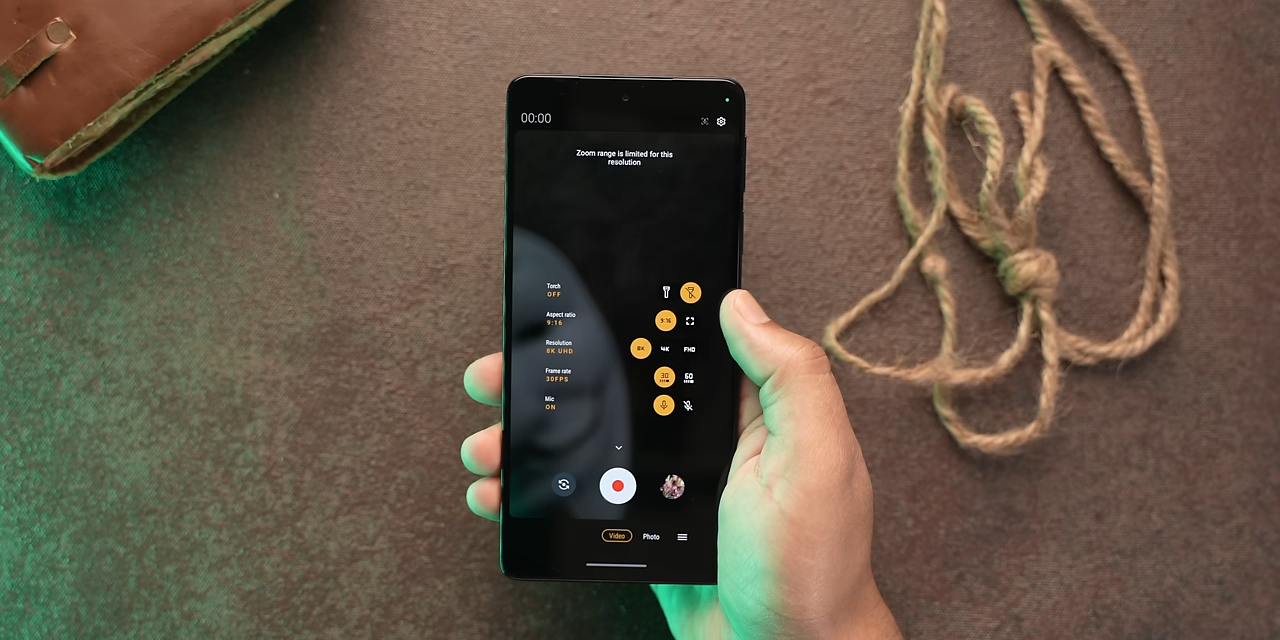 00:00
Zoom range is limited for this
resolution
Torch
OFF
Aspect ratio
9:16
9:16
Resolution
8K UHD
8K 4K FHD
Frame rate
30FPS
30 60
Mic
ON
Video Photo